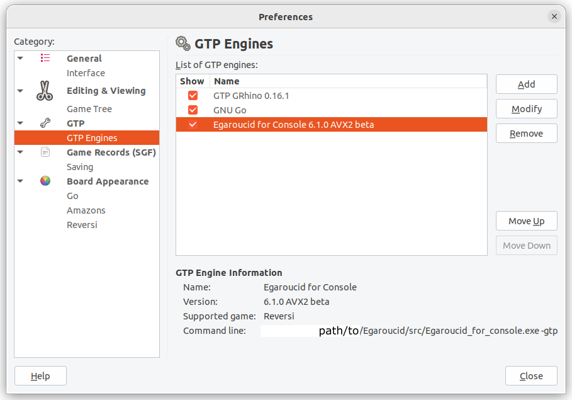 Preferences
Category:
General
Interface
Editing & Viewing
Game Tree
GTP
GTP Engines
Game Records (SGF)
Saving
Board Appearance
Go
Amazons
Reversi
GTP Engines
List of GTP engines:
Show Name
GTP GRhino 0.16.1
GNU Go
Egaroucid for Console 6.1.0 AVX2 beta
Add
Modify
Remove
Move Up
Move Down
GTP Engine Information
Name: Egaroucid for Console
Version: 6.1.0 AVX2 beta
Supported game: Reversi
Command line: path/to/Egaroucid/src/Egaroucid_for_console.exe -gtp
Help
Close